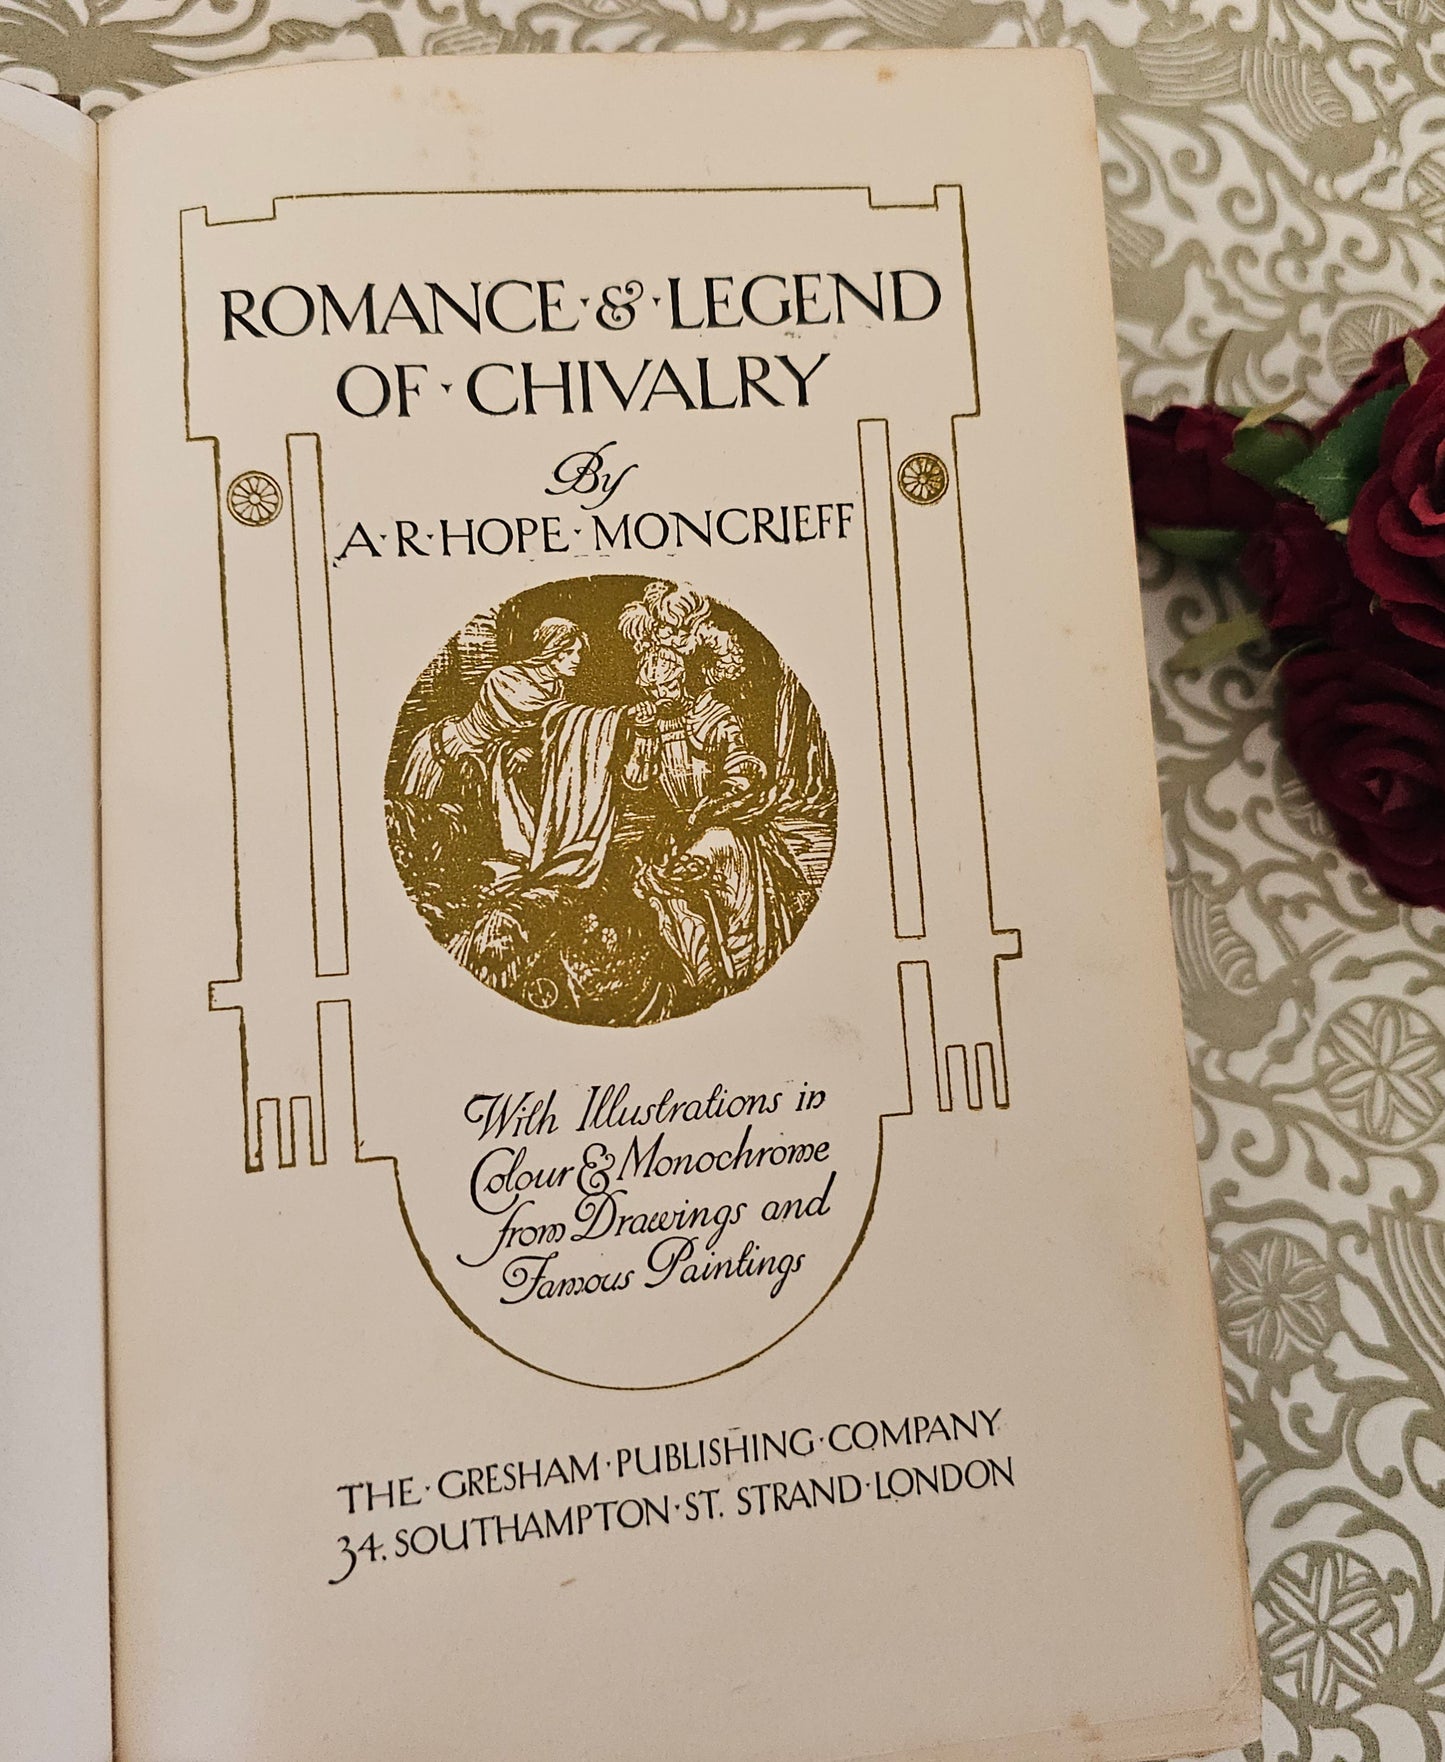 ROMANCE · & · LEGEND
OF · CHIVALRY
By
A · R · HOPE · MONCRIEFF
With Illustrations in
Colour & Monochrome
from Drawings and
Famous Paintings
THE · GRESHAM · PUBLISHING · COMPANY
34. SOUTHAMPTON · ST. STRAND · LONDON